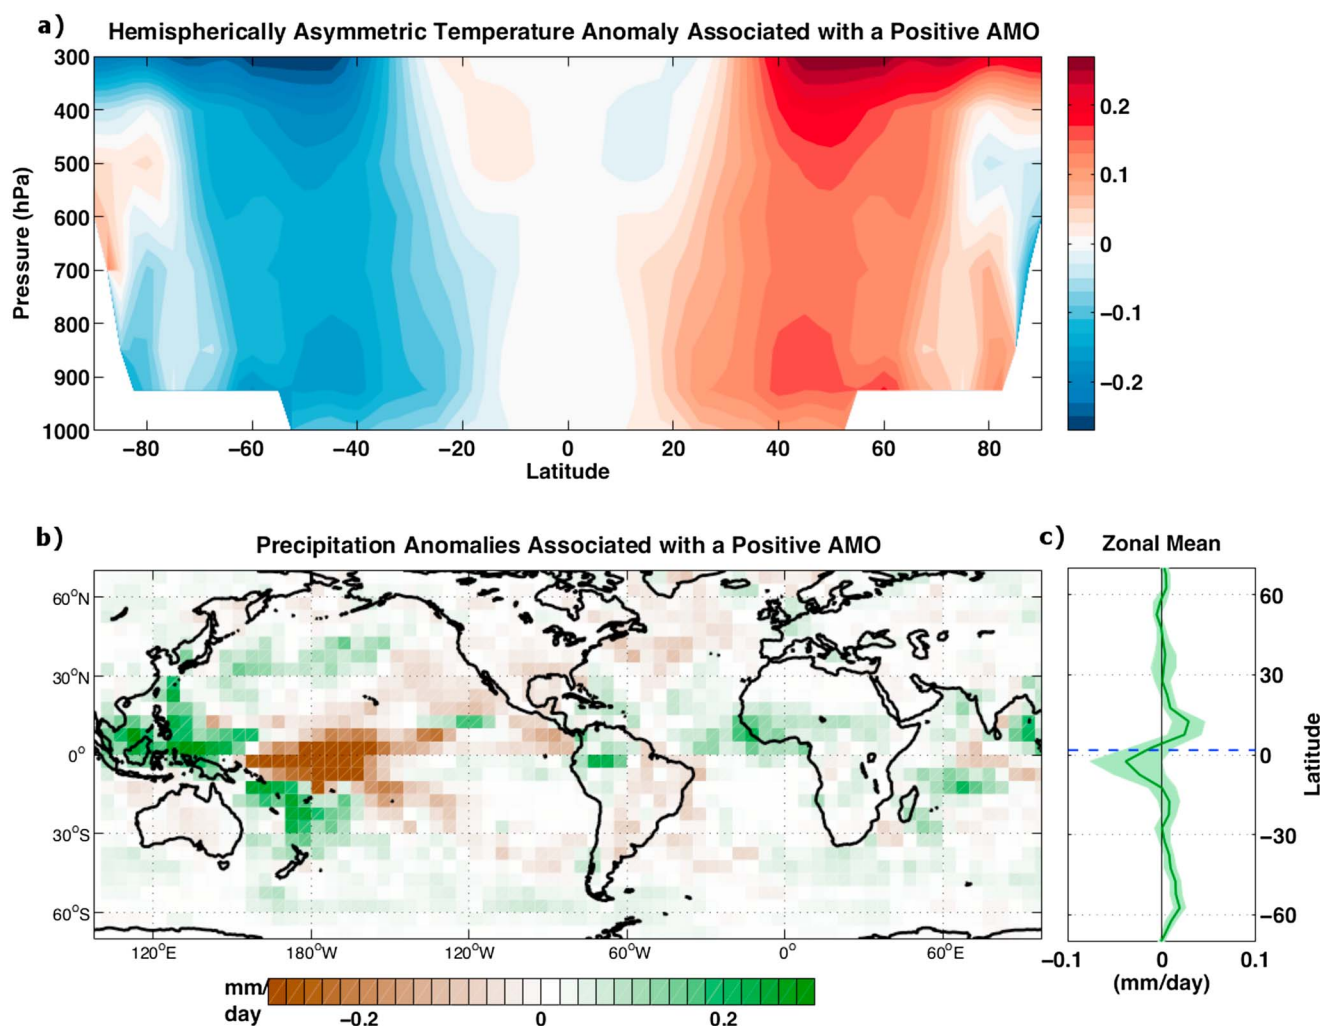 a) Hemispherically Asymmetric Temperature Anomaly Associated with a Positive AMO
300
400
500
600
700
800
900
1000
Pressure (hPa)
−80 −60 −40 −20 0 20 40 60 80
Latitude
0.2
0.1
0
−0.1
−0.2
b) Precipitation Anomalies Associated with a Positive AMO
60°N
30°N
0°
30°S
60°S
120°E 180°W 120°W 60°W 0° 60°E
mm/
day
−0.2 0 0.2
c) Zonal Mean
60
30
0
−30
−60
Latitude
−0.1 0 0.1
(mm/day)